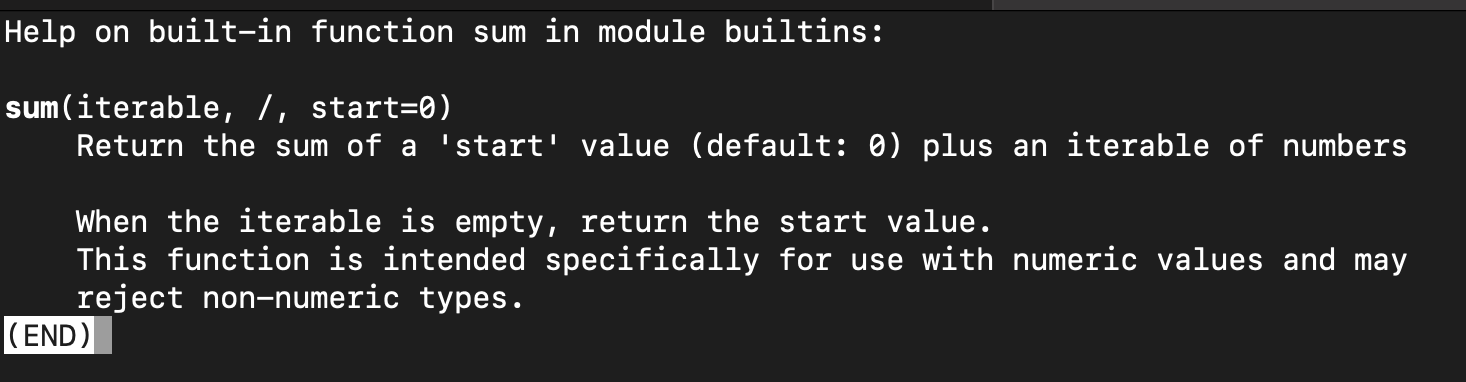 Help on built-in function sum in module builtins:
sum(iterable, /, start=0)
Return the sum of a 'start' value (default: 0) plus an iterable of numbers
When the iterable is empty, return the start value.
This function is intended specifically for use with numeric values and may
reject non-numeric types.
(END)